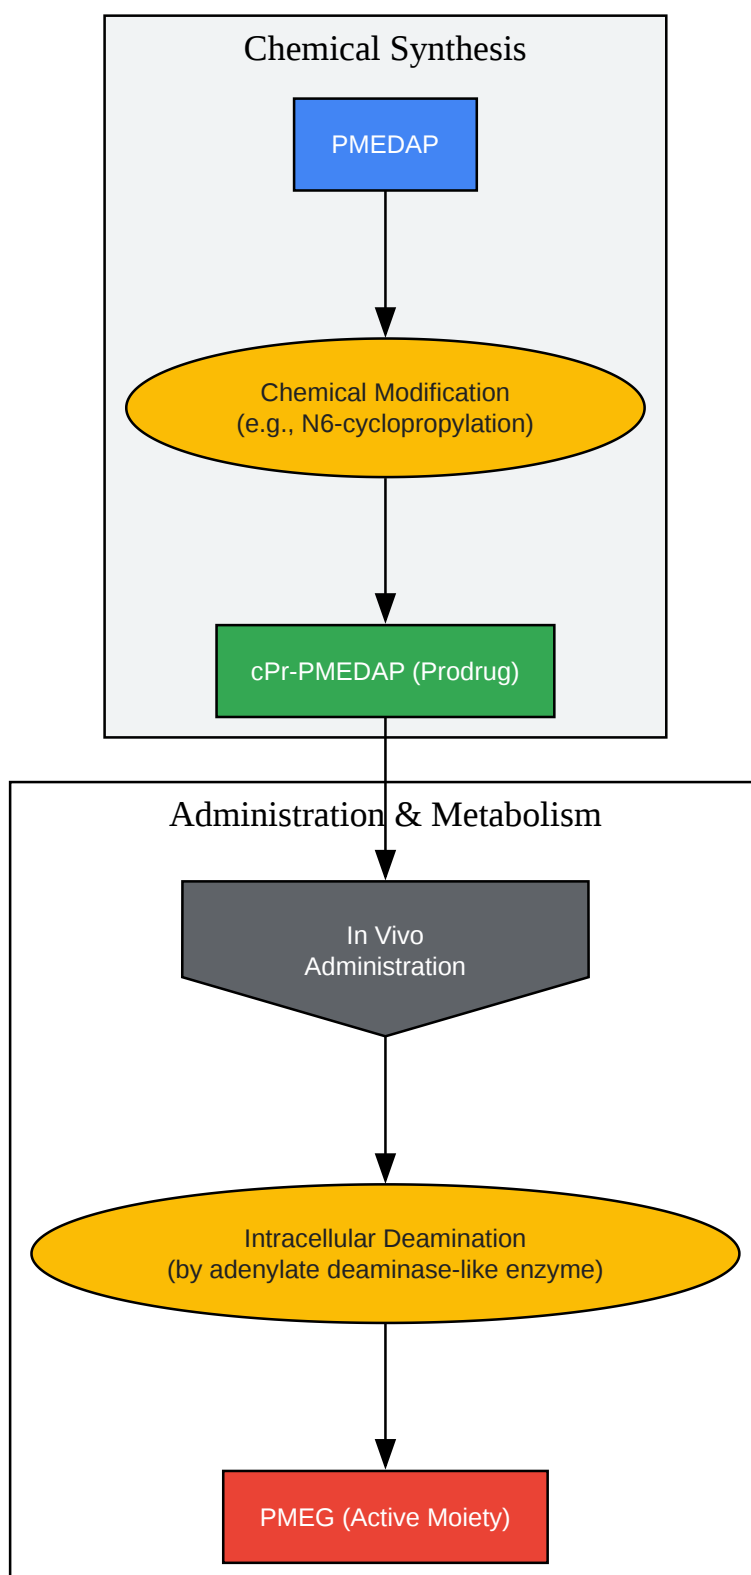 Chemical Synthesis
PMEDAP
Chemical Modification
(e.g., N6-cyclopropylation)
cPr-PMEDAP (Prodrug)
Administration & Metabolism
In Vivo
Administration
Intracellular Deamination
(by adenylate deaminase-like enzyme)
PMEG (Active Moiety)